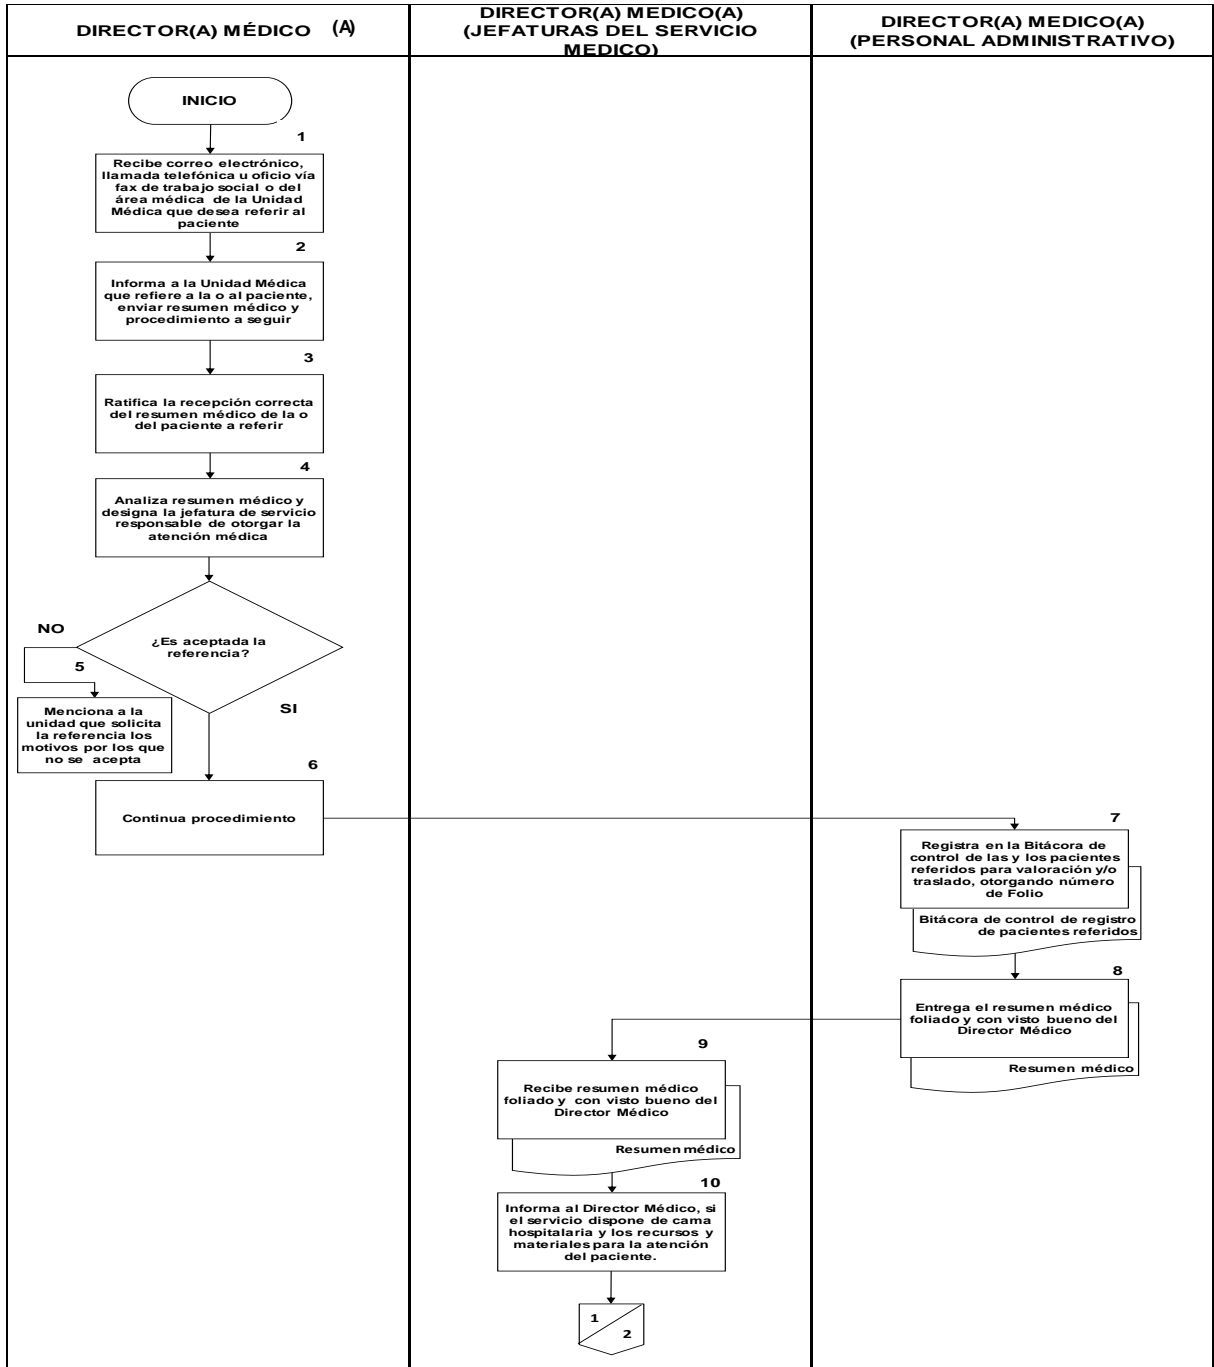 DIRECTOR(A) MÉDICO (A)
DIRECTOR(A) MEDICO(A)
(JEFATURAS DEL SERVICIO
MEDICO)
DIRECTOR(A) MEDICO(A)
(PERSONAL ADMINISTRATIVO)
INICIO
1
Recibe correo electrónico,
llamada telefónica u oficio vía
fax de trabajo social o del
área médica de la Unidad
Médica que desea referir al
paciente
2
Informa a la Unidad Médica
que refiere a la o al paciente,
enviar resumen médico y
procedimiento a seguir
3
Ratifica la recepción correcta
del resumen médico de la o
del paciente a referir
4
Analiza resumen médico y
designa la jefatura de servicio
responsable de otorgar la
atención médica
¿Es aceptada la
referencia?
NO
5
Menciona a la
unidad que solicita
la referencia los
motivos por los que
no se acepta
SI
6
Continua procedimiento
7
Registra en la Bitácora de
control de las y los pacientes
referidos para valoración y/o
traslado, otorgando número
de Folio
Bitácora de control de registro
de pacientes referidos
8
Entrega el resumen médico
foliado y con visto bueno del
Director Médico
Resumen médico
9
Recibe resumen médico
foliado y con visto bueno del
Director Médico
Resumen médico
10
Informa al Director Médico, si
el servicio dispone de cama
hospitalaria y los recursos y
materiales para la atención
del paciente.
1
2